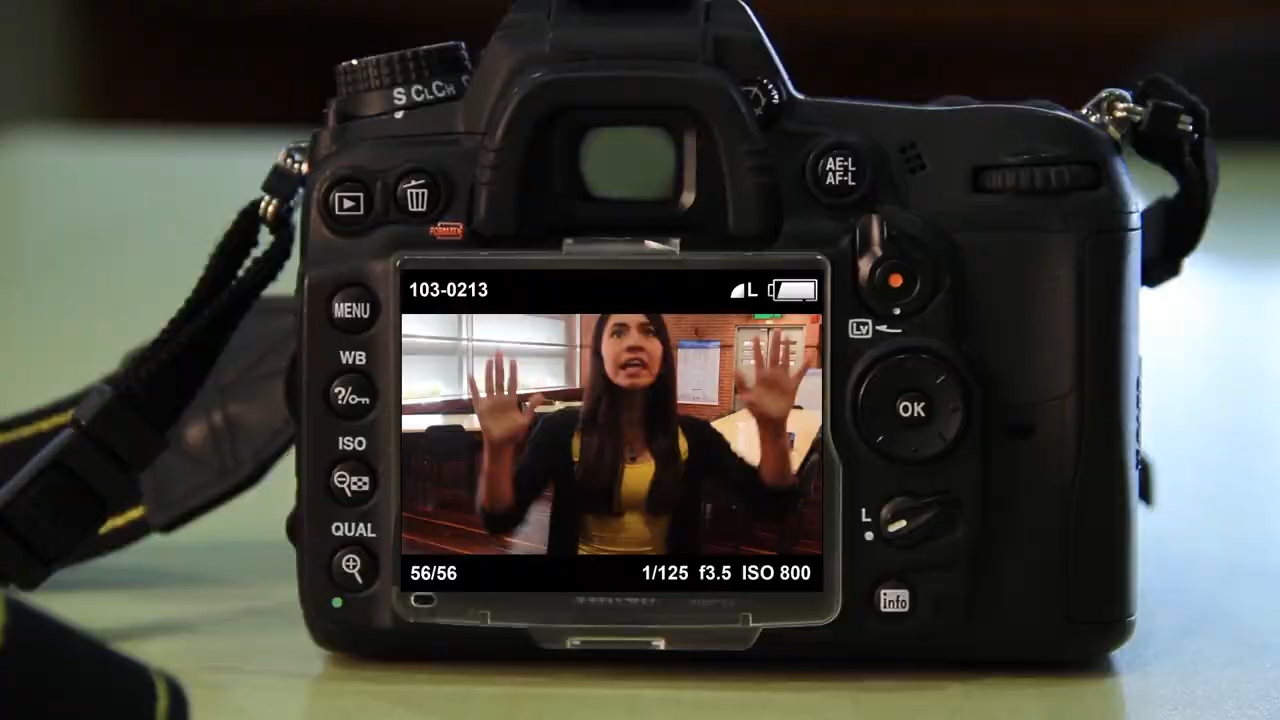 S CL CH
AE-L
AF-L
FORMAT
103-0213
L
MENU
Lv
WB
?/
OK
ISO
QUAL
L
56/56 1/125 f3.5 ISO 800
info